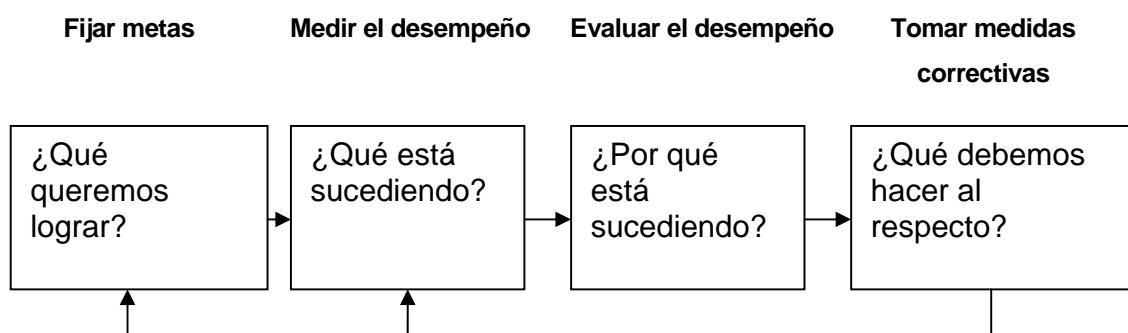 Fijar metas
Medir el desempeño
Evaluar el desempeño
Tomar medidas
correctivas
¿Qué
queremos
lograr?
¿Qué está
sucediendo?
¿Por qué
está
sucediendo?
¿Qué debemos
hacer al
respecto?